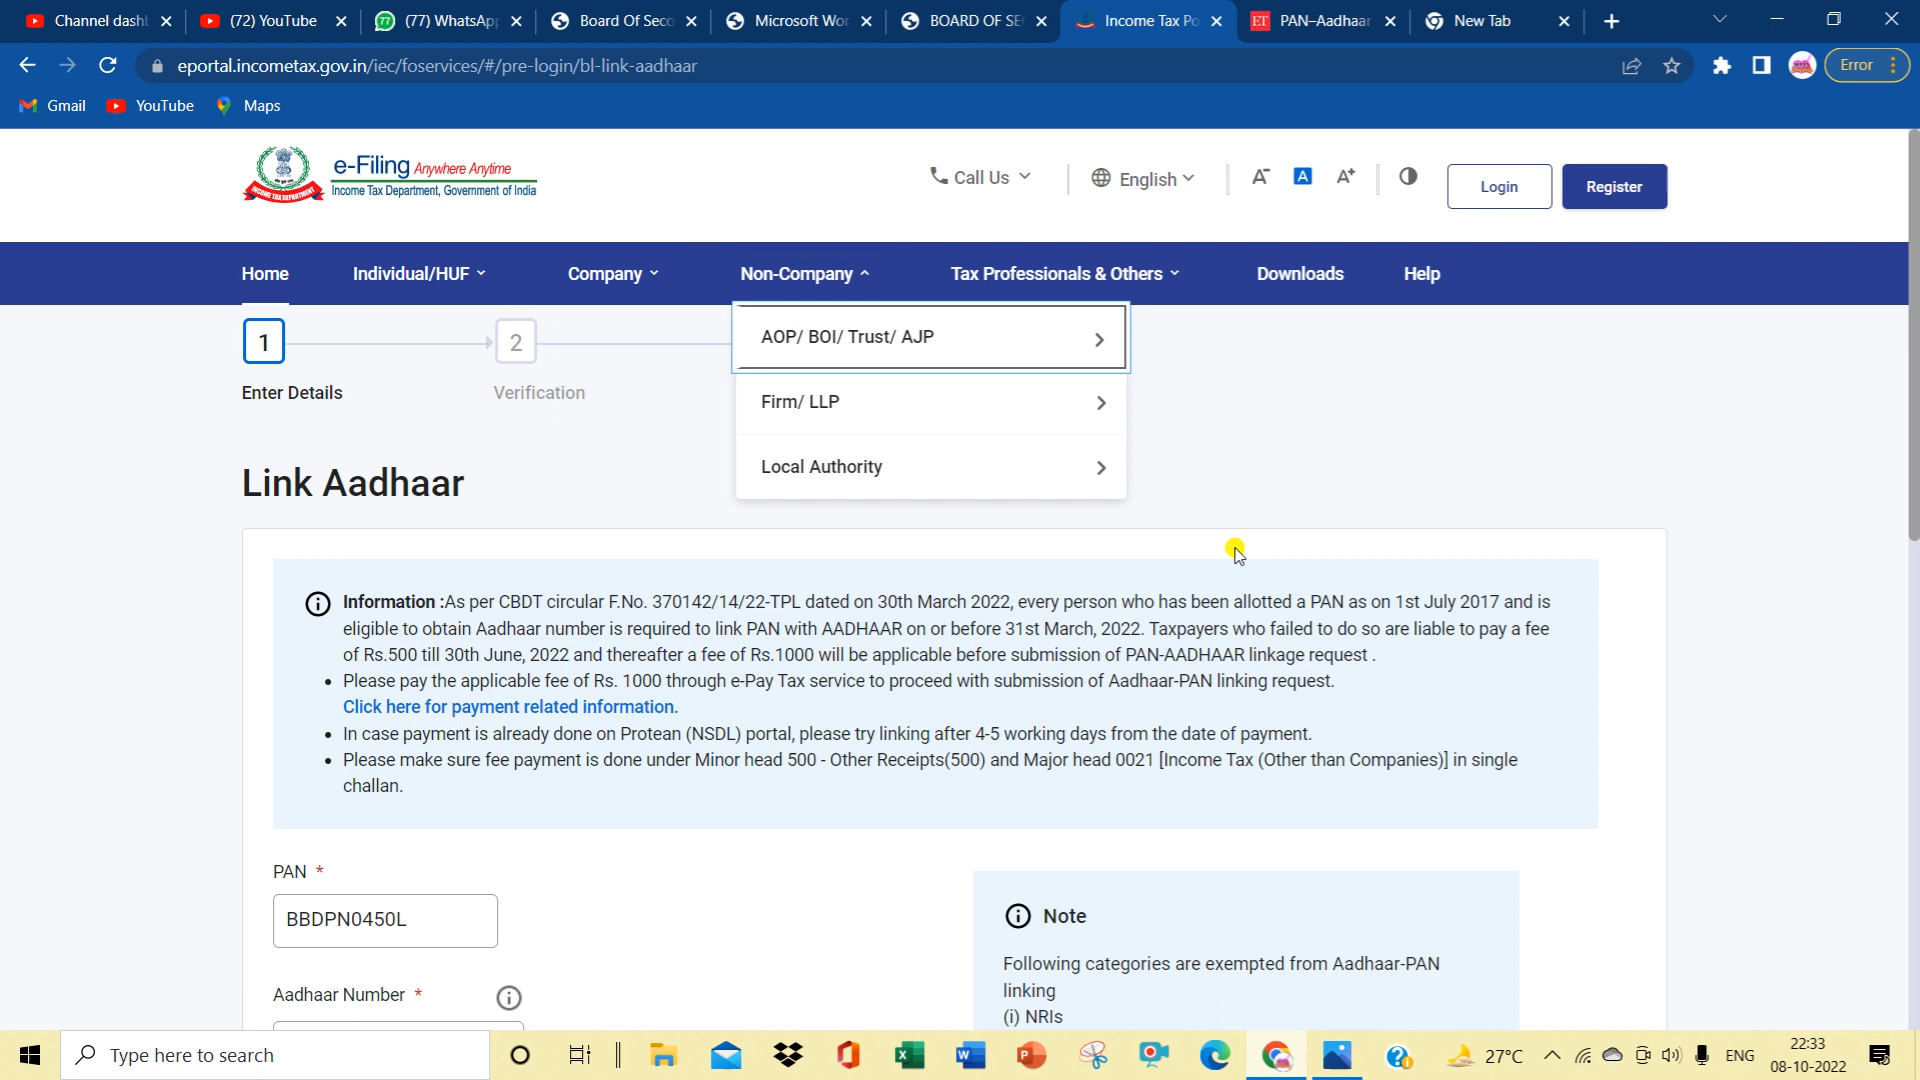 Channel dashl
(72) YouTube
(77) WhatsApp
Board Of Seco
Microsoft Wor
BOARD OF SE
Income Tax Po
PAN–Aadhaar
New Tab
eportal.incometax.gov.in/iec/foservices/#/pre-login/bl-link-aadhaar
Error
Gmail
YouTube
Maps
e-Filing Anywhere Anytime
Income Tax Department, Government of India
INCOME TAX DEPARTMENT
Call Us
English
A-
A
A+
Login
Register
Home
Individual/HUF
Company
Non-Company
Tax Professionals & Others
Downloads
Help
1
2
Enter Details
Verification
AOP/ BOI/ Trust/ AJP
Firm/ LLP
Local Authority
Link Aadhaar
Information :As per CBDT circular F.No. 370142/14/22-TPL dated on 30th March 2022, every person who has been allotted a PAN as on 1st July 2017 and is
eligible to obtain Aadhaar number is required to link PAN with AADHAAR on or before 31st March, 2022. Taxpayers who failed to do so are liable to pay a fee
of Rs.500 till 30th June, 2022 and thereafter a fee of Rs.1000 will be applicable before submission of PAN-AADHAAR linkage request .
• Please pay the applicable fee of Rs. 1000 through e-Pay Tax service to proceed with submission of Aadhaar-PAN linking request.
Click here for payment related information.
• In case payment is already done on Protean (NSDL) portal, please try linking after 4-5 working days from the date of payment.
• Please make sure fee payment is done under Minor head 500 - Other Receipts(500) and Major head 0021 [Income Tax (Other than Companies)] in single
challan.
PAN *
BBDPN0450L
Aadhaar Number *
Note
Following categories are exempted from Aadhaar-PAN
linking
(i) NRIs
Type here to search
27°C
ENG
22:33
08-10-2022